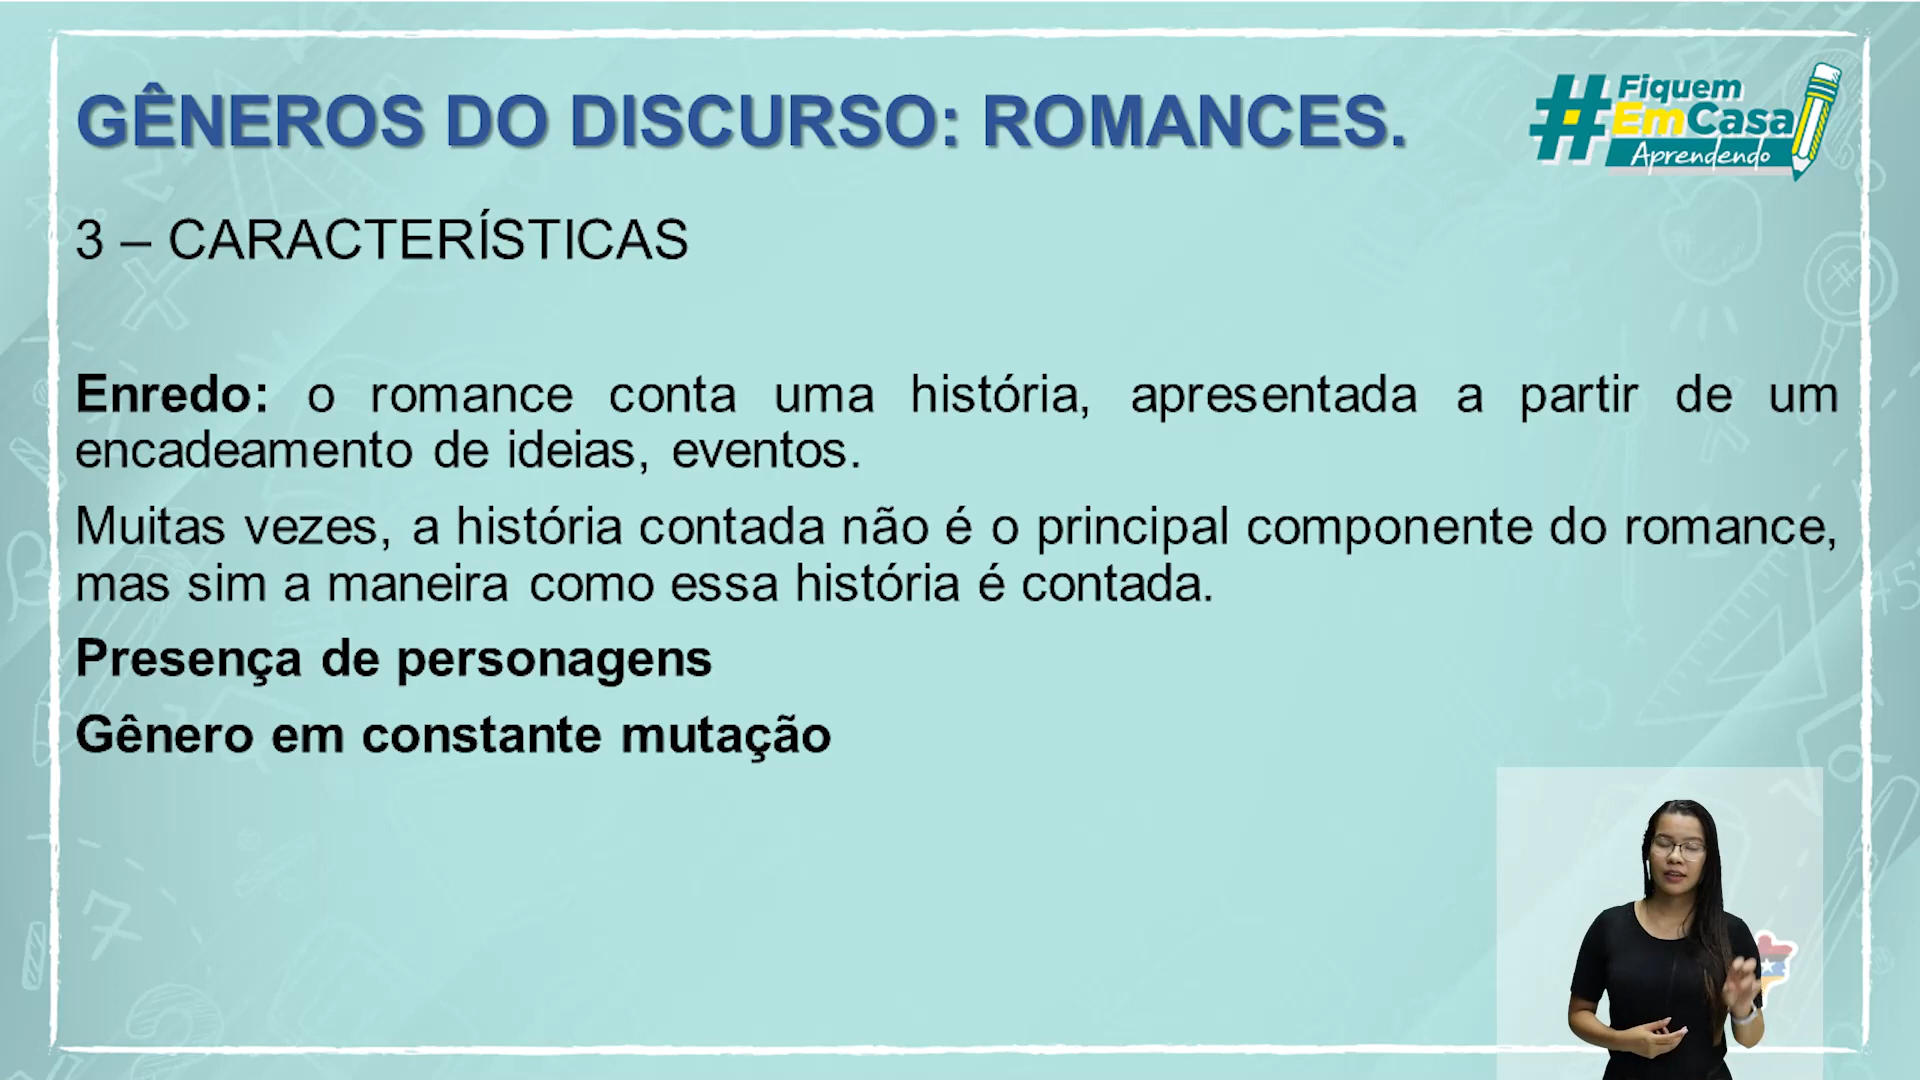 GÊNEROS DO DISCURSO: ROMANCES.
#Fiquem
EmCasa
Aprendendo
3 – CARACTERÍSTICAS
Enredo: o romance conta uma história, apresentada a partir de um
encadeamento de ideias, eventos.
Muitas vezes, a história contada não é o principal componente do romance,
mas sim a maneira como essa história é contada.
Presença de personagens
Gênero em constante mutação